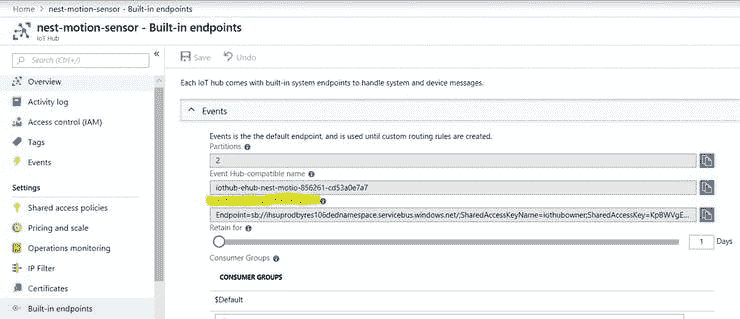 Home > nest-motion-sensor - Built-in endpoints
nest-motion-sensor - Built-in endpoints
IoT Hub
Search (Ctrl+/)
Overview
Activity log
Access control (IAM)
Tags
Events
Settings
Shared access policies
Pricing and scale
Operations monitoring
IP Filter
Certificates
Built-in endpoints
Save Undo
Each IoT hub comes with built-in system endpoints to handle system and device messages.
Events
Events is the the default endpoint, and is used until custom routing rules are created.
Partitions
2
Event Hub-compatible name
iothub-ehub-nest-motio-856261-cd53a0e7a7
Endpoint=sb://ihsuprodbyres106dednamespace.servicebus.windows.net/;SharedAccessKeyName=iothubowner;SharedAccessKey=KpBWVgE...
Retain for
1 Days
Consumer Groups
CONSUMER GROUPS
$Default